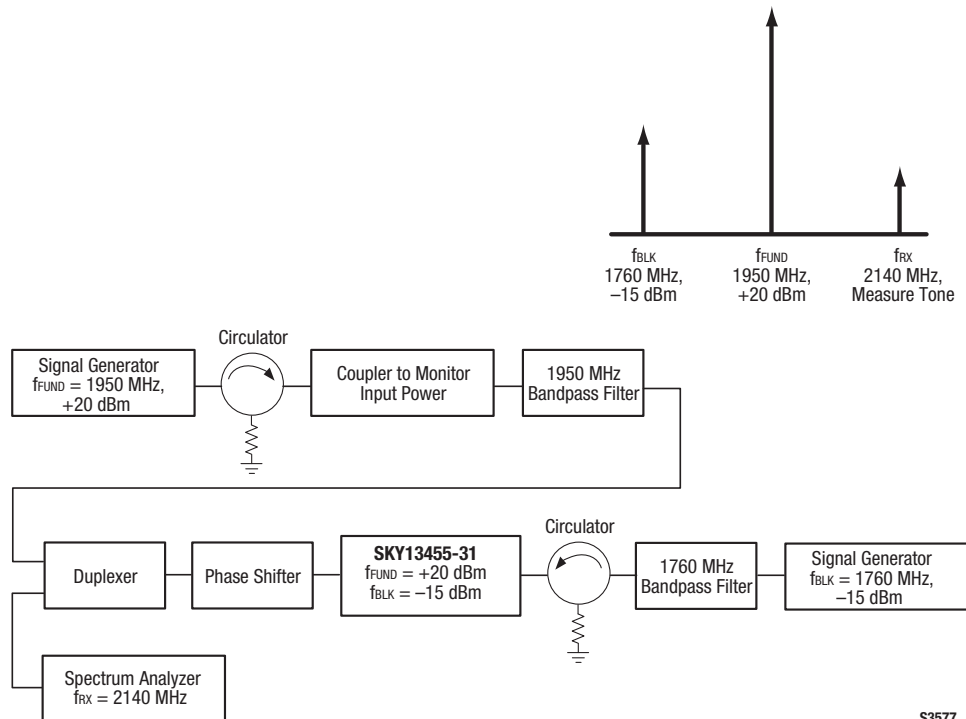 fBLK
1760 MHz,
–15 dBm
fFUND
1950 MHz,
+20 dBm
fRX
2140 MHz,
Measure Tone
Circulator
Signal Generator
fFUND = 1950 MHz,
+20 dBm
Coupler to Monitor
Input Power
1950 MHz
Bandpass Filter
Circulator
Duplexer
Phase Shifter
SKY13455-31
fFUND = +20 dBm
fBLK = –15 dBm
1760 MHz
Bandpass Filter
Signal Generator
fBLK = 1760 MHz,
–15 dBm
Spectrum Analyzer
fRX = 2140 MHz
S3577